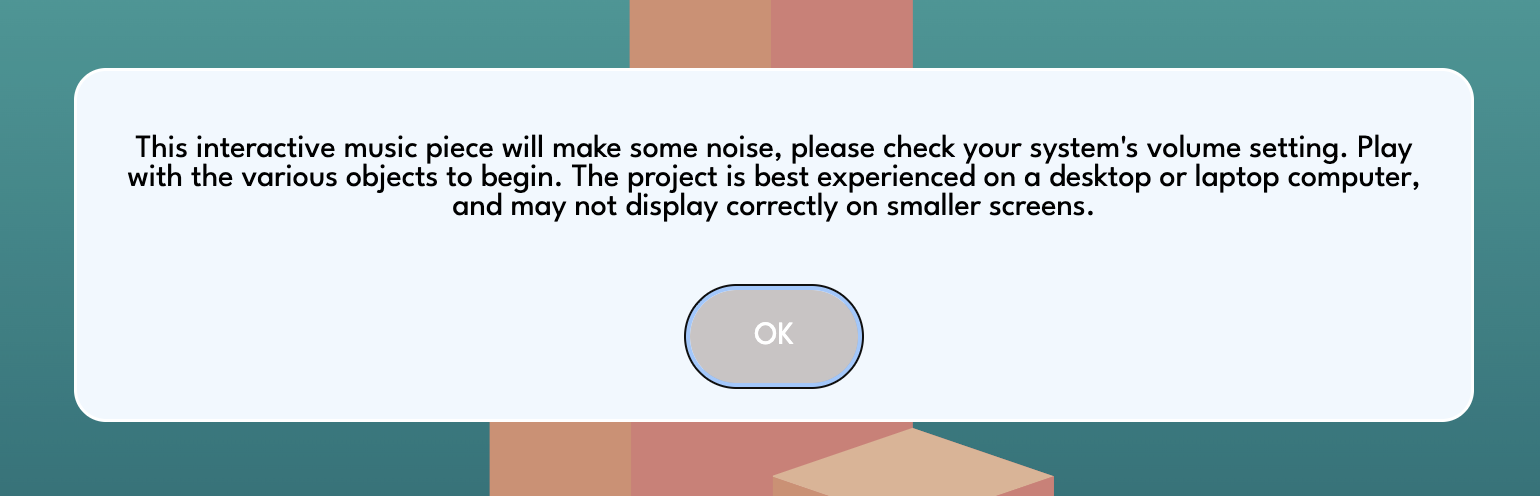 This interactive music piece will make some noise, please check your system's volume setting. Play
with the various objects to begin. The project is best experienced on a desktop or laptop computer,
and may not display correctly on smaller screens.
OK